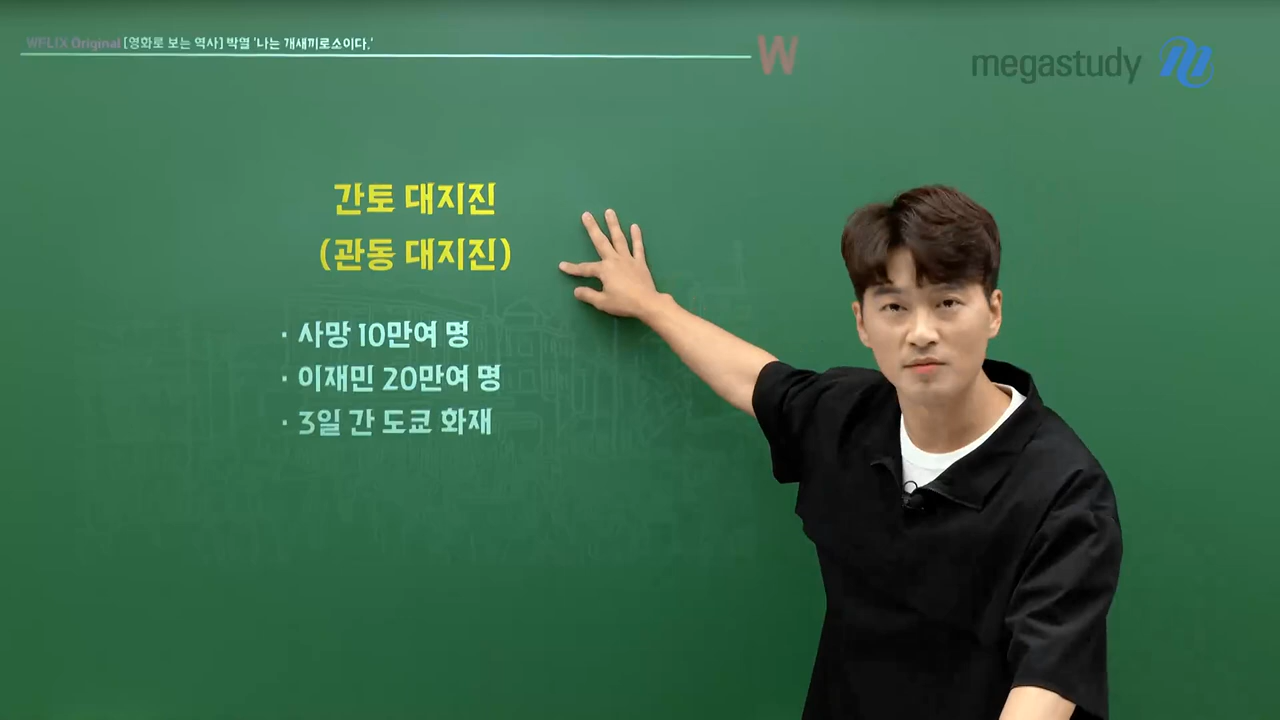 WFLIX Original [영화로 보는 역사] 박열 '나는 개새끼로소이다.'
W
megastudy
간토 대지진
(관동 대지진)
· 사망 10만여 명
· 이재민 20만여 명
· 3일 간 도쿄 화재